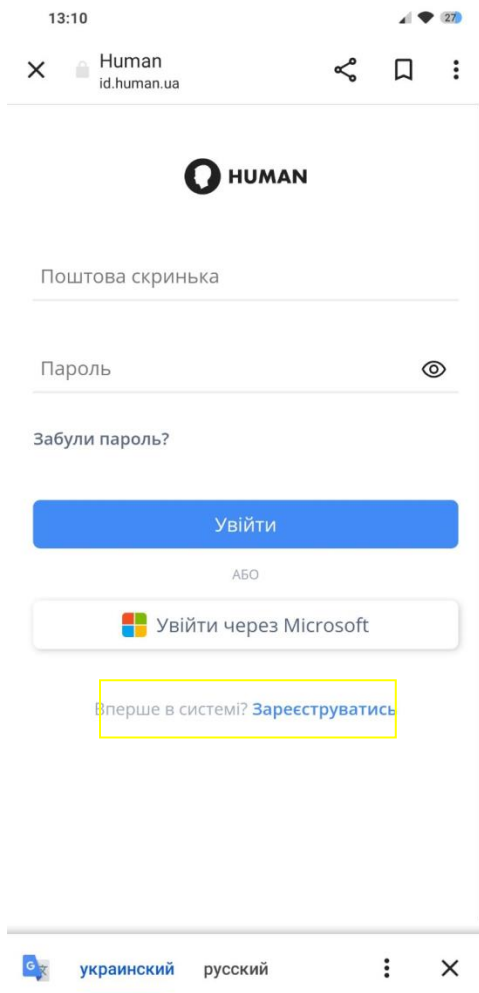 13:10
27
Human
id.human.ua
HUMAN
Поштова скринька
Пароль
Забули пароль?
Увійти
АБО
Увійти через Microsoft
Вперше в системі? Зареєструватись
украинский русский